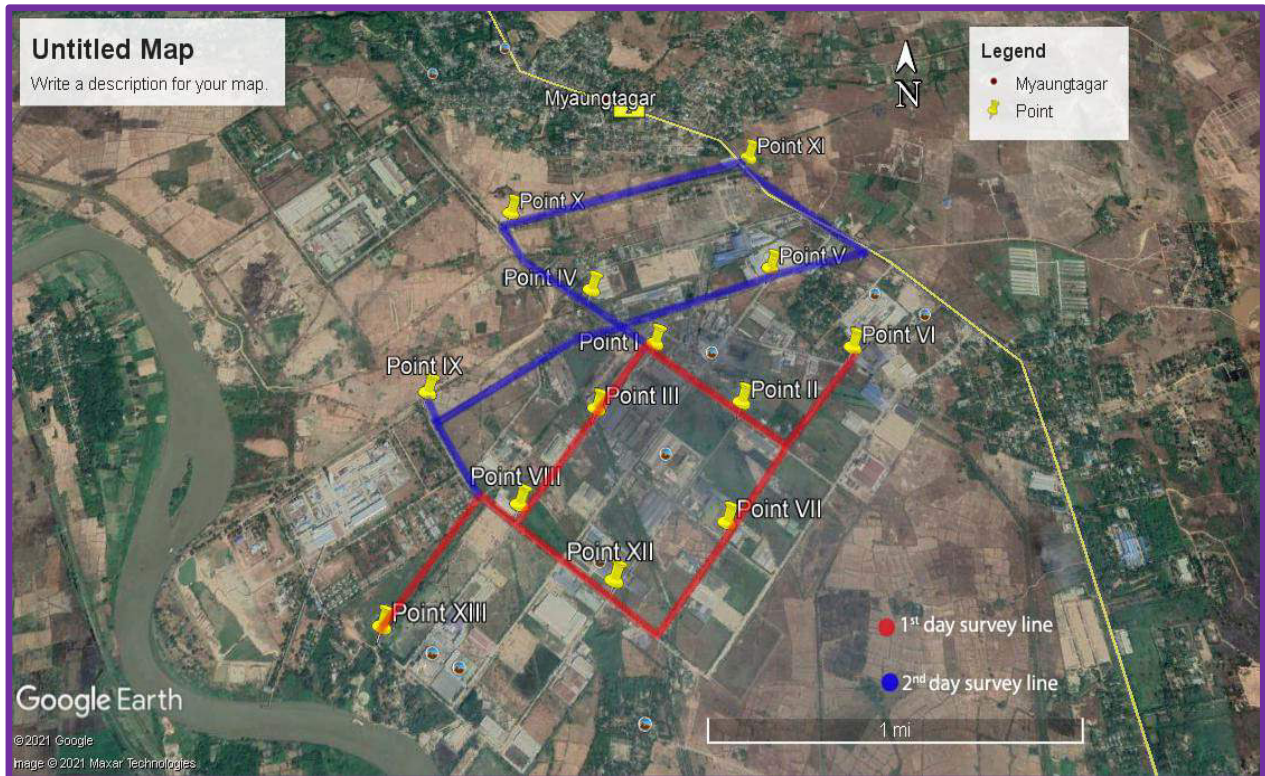 Untitled Map
Write a description for your map.
Legend
Myaungtagar
Point
N
Myaungtagar
Point XI
Point X
Point V
Point IV
Point I
Point VI
Point IX
Point II
Point III
Point VIII
Point VII
Point XII
Point XIII
1st day survey line
2nd day survey line
Google Earth
1 mi
©2021 Google
Image © 2021 Maxar Technologies